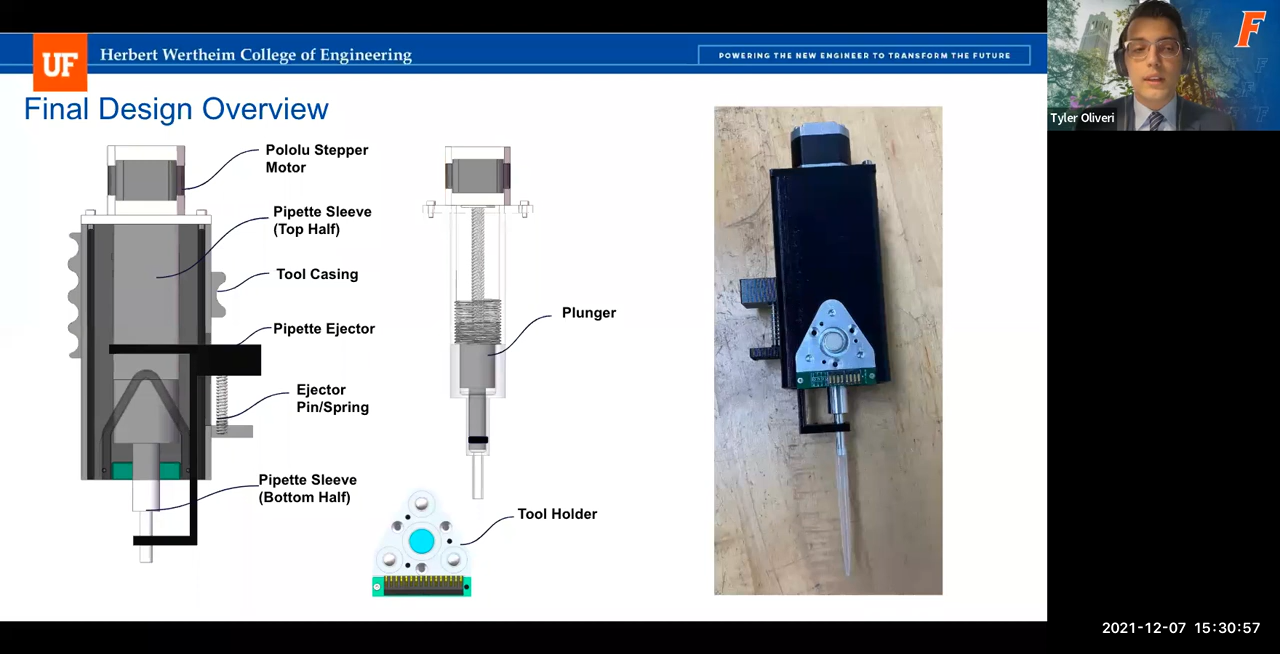 UF
Herbert Wertheim College of Engineering
POWERING THE NEW ENGINEER TO TRANSFORM THE FUTURE
F
Tyler Oliveri
Final Design Overview
Pololu Stepper
Motor
Pipette Sleeve
(Top Half)
Tool Casing
Pipette Ejector
Ejector
Pin/Spring
Pipette Sleeve
(Bottom Half)
Plunger
Tool Holder
2021-12-07 15:30:57